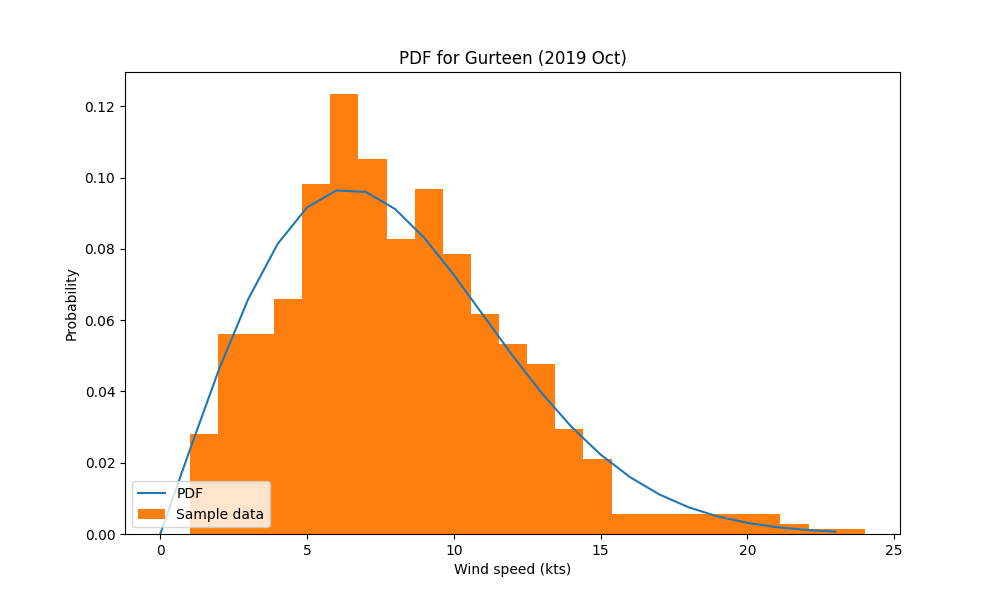 PDF for Gurteen (2019 Oct)
Probability
0.12
0.10
0.08
0.06
0.04
0.02
0.00
PDF
Sample data
0 5 10 15 20 25
Wind speed (kts)